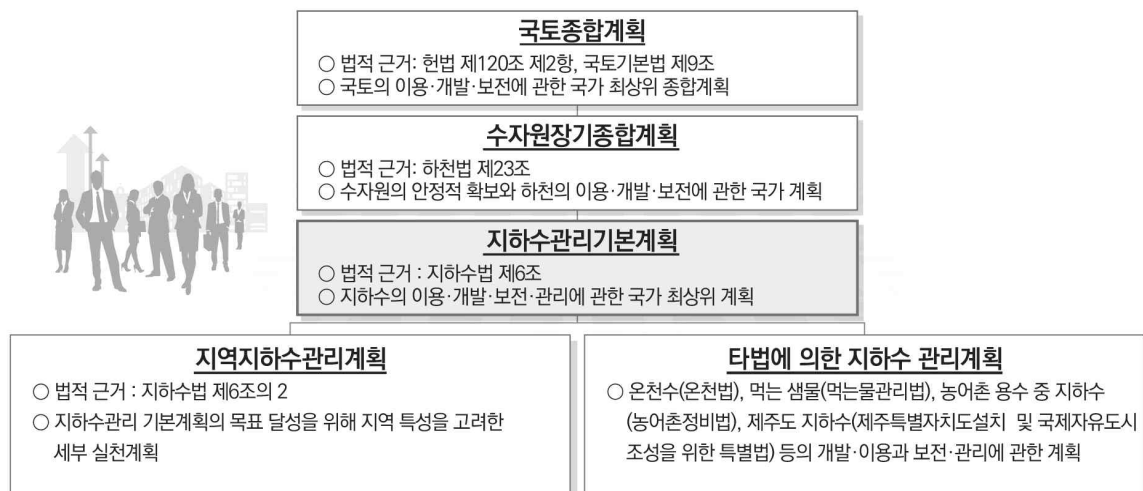 국토종합계획
○ 법적 근거: 헌법 제120조 제2항, 국토기본법 제9조
○ 국토의 이용·개발·보전에 관한 국가 최상위 종합계획
수자원장기종합계획
○ 법적 근거: 하천법 제23조
○ 수자원의 안정적 확보와 하천의 이용·개발·보전에 관한 국가 계획
지하수관리기본계획
○ 법적 근거 : 지하수법 제6조
○ 지하수의 이용·개발·보전·관리에 관한 국가 최상위 계획
지역지하수관리계획
○ 법적 근거 : 지하수법 제6조의 2
○ 지하수관리 기본계획의 목표 달성을 위해 지역 특성을 고려한
세부 실천계획
타법에 의한 지하수 관리계획
○ 온천수(온천법), 먹는 샘물(먹는물관리법), 농어촌 용수 중 지하수
(농어촌정비법), 제주도 지하수(제주특별자치도설치 및 국제자유도시
조성을 위한 특별법) 등의 개발·이용과 보전·관리에 관한 계획